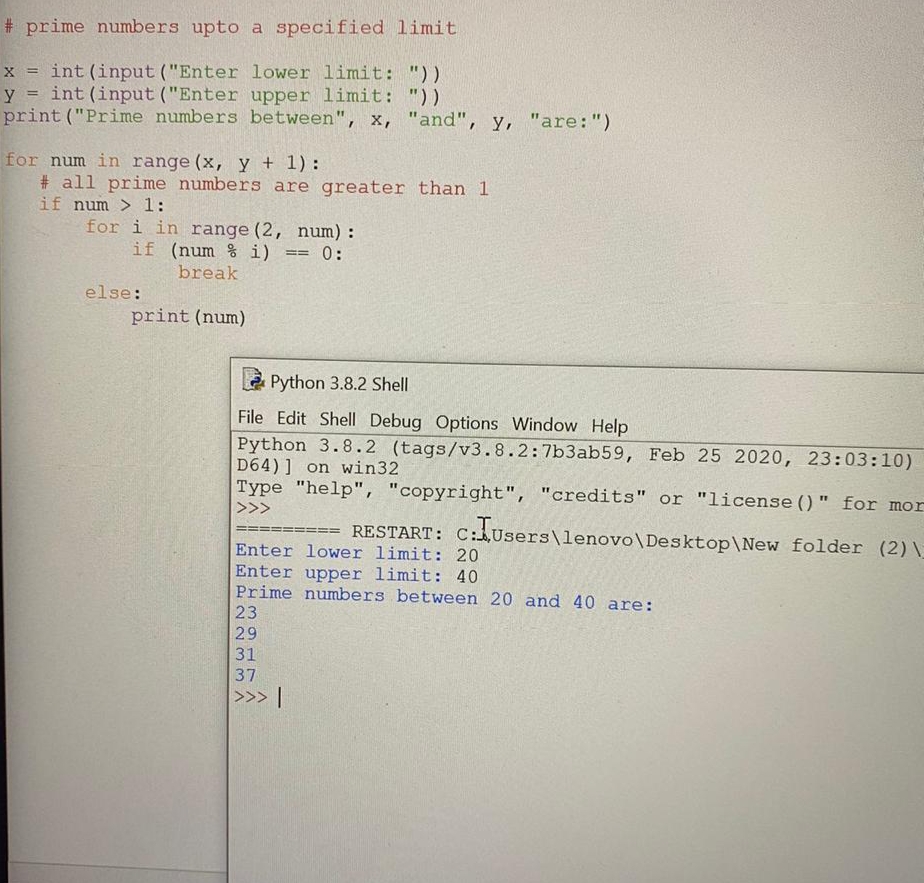 # prime numbers upto a specified limit
x = int(input("Enter lower limit: "))
y = int(input("Enter upper limit: "))
print("Prime numbers between", x, "and", y, "are:")
for num in range(x, y + 1):
# all prime numbers are greater than 1
if num > 1:
for i in range(2, num):
if (num % i) == 0:
break
else:
print(num)
Python 3.8.2 Shell
File Edit Shell Debug Options Window Help
Python 3.8.2 (tags/v3.8.2:7b3ab59, Feb 25 2020, 23:03:10)
D64)] on win32
Type "help", "copyright", "credits" or "license()" for mor
>>>
========= RESTART: C:\Users\lenovo\Desktop\New folder (2)\
Enter lower limit: 20
Enter upper limit: 40
Prime numbers between 20 and 40 are:
23
29
31
37
>>>